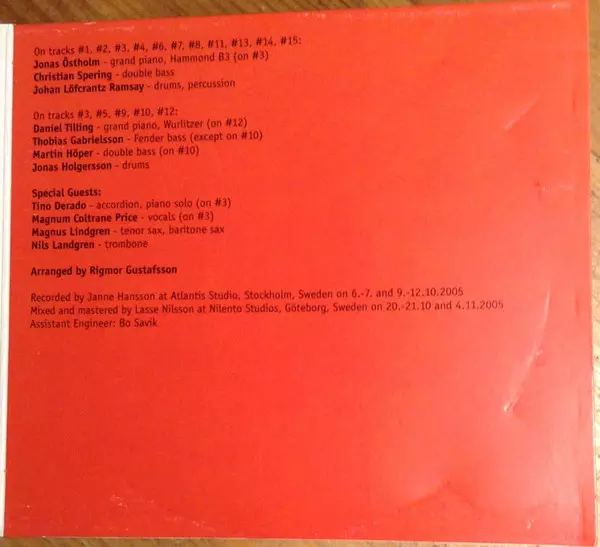 On tracks #1, #2, #3, #4, #6, #7, #8, #11, #13, #14, #15:
Jonas Östholm - grand piano, Hammond B3 (on #3)
Christian Spering - double bass
Johan Löfcrantz Ramsay - drums, percussion
On tracks #3, #5, #9, #10, #12:
Daniel Tilling - grand piano, Wurlitzer (on #12)
Thobias Gabrielsson - Fender bass (except on #10)
Martin Höper - double bass (on #10)
Jonas Holgersson - drums
Special Guests:
Tino Derado - accordion, piano solo (on #3)
Magnum Coltrane Price - vocals (on #3)
Magnus Lindgren - tenor sax, baritone sax
Nils Landgren - trombone
Arranged by Rigmor Gustafsson
Recorded by Janne Hansson at Atlantis Studio, Stockholm, Sweden on 6.-7. and 9.-12.10.2005
Mixed and mastered by Lasse Nilsson at Nilento Studios, Göteborg, Sweden on 20.-21.10 and 4.11.2005
Assistant Engineer: Bo Savik